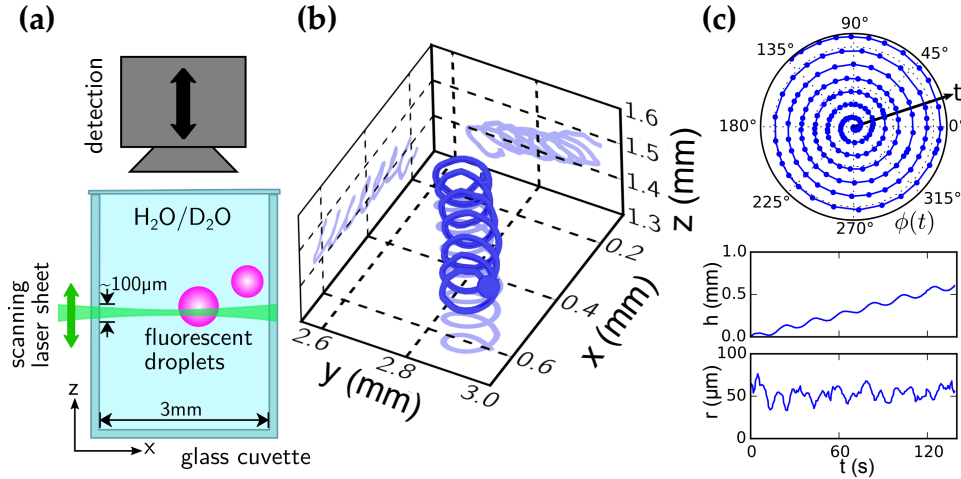 (a)
detection
H₂O/D₂O
~100µm
scanning
laser sheet
fluorescent
droplets
3mm
z
x
glass cuvette
(b)
1.6
1.5
1.4
1.3
z (mm)
0.2
0.4
0.6
x (mm)
2.6
2.8
3.0
y (mm)
(c)
90°
135°
45°
t
180°
0°
225°
315°
270°
ϕ(t)
1.0
0.5
0.0
h (mm)
100
50
0
r (µm)
0
60
120
t (s)